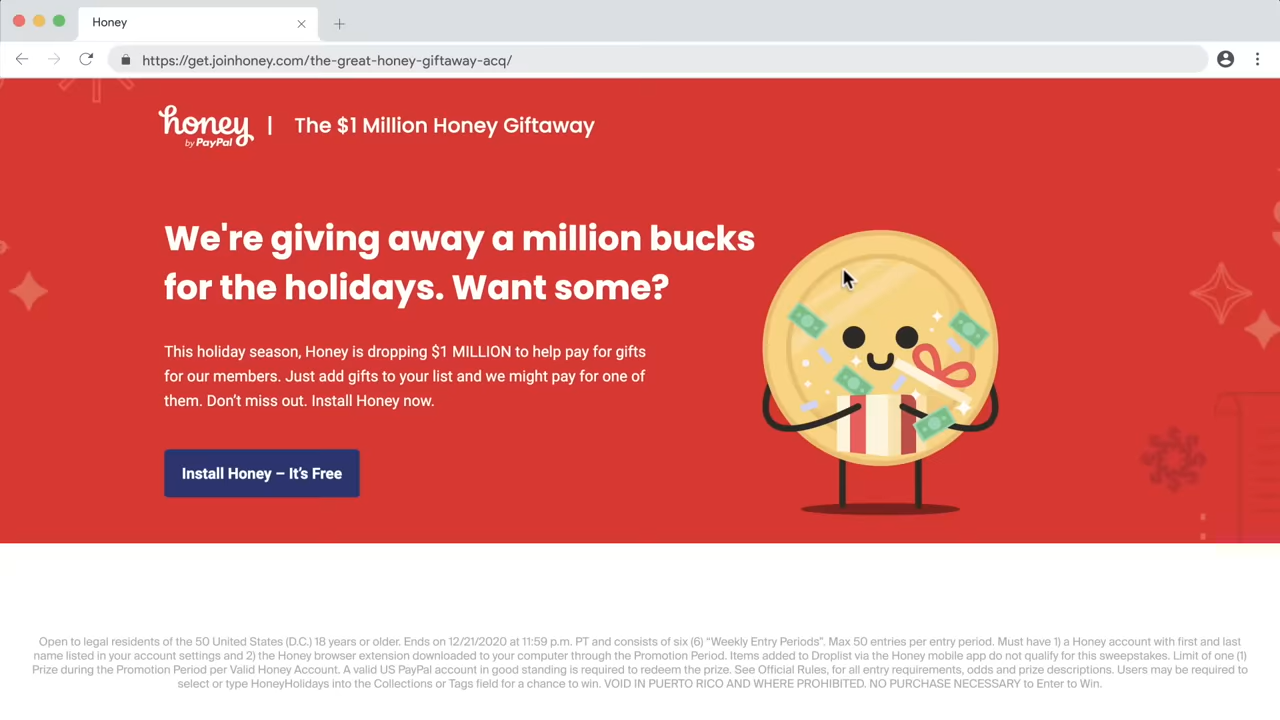 Honey
https://get.joinhoney.com/the-great-honey-giftaway-acq/
honey by PayPal | The $1 Million Honey Giftaway
We're giving away a million bucks
for the holidays. Want some?
This holiday season, Honey is dropping $1 MILLION to help pay for gifts
for our members. Just add gifts to your list and we might pay for one of
them. Don't miss out. Install Honey now.
Install Honey – It's Free
Open to legal residents of the 50 United States (D.C.) 18 years or older. Ends on 12/21/2020 at 11:59 p.m. PT and consists of six (6) “Weekly Entry Periods”. Max 50 entries per entry period. Must have 1) a Honey account with first and last
name listed in your account settings and 2) the Honey browser extension downloaded to your computer through the Promotion Period. Items added to Droplist via the Honey mobile app do not qualify for this sweepstakes. Limit of one (1)
Prize during the Promotion Period per Valid Honey Account. A valid US PayPal account in good standing is required to redeem the prize. See Official Rules, for all entry requirements, odds and prize descriptions. Users may be required to
select or type HoneyHolidays into the Collections or Tags field for a chance to win. VOID IN PUERTO RICO AND WHERE PROHIBITED. NO PURCHASE NECESSARY to Enter to Win.